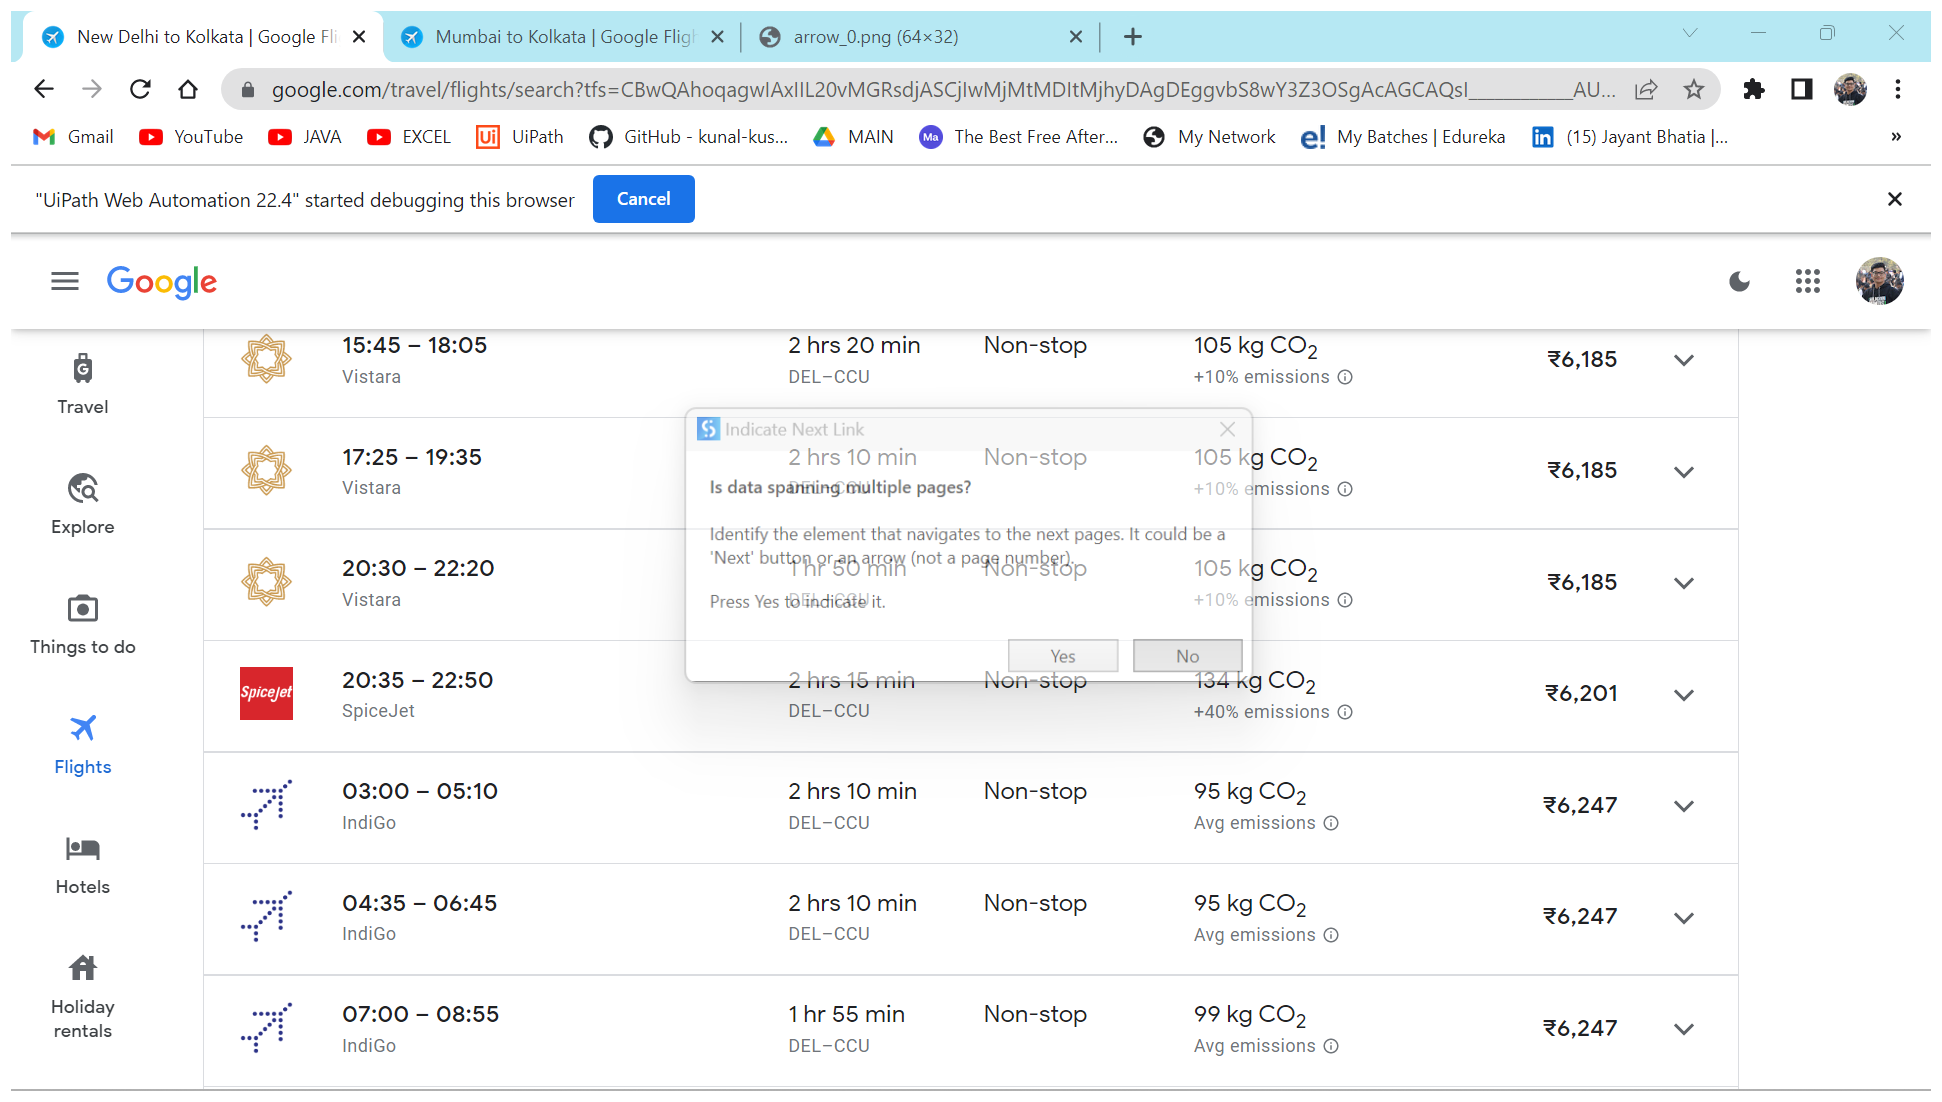 New Delhi to Kolkata | Google Fli
Mumbai to Kolkata | Google Fligh
arrow_0.png (64×32)
google.com/travel/flights/search?tfs=CBwQAhoqagwIAxIIL20vMGRsdjASCjIwMjMtMDItMjhyDAgDEggvbS8wY3Z3OSgAcAGCAQsI____________AU...
Gmail YouTube JAVA EXCEL UiPath GitHub - kunal-kus... MAIN The Best Free After... My Network My Batches | Edureka (15) Jayant Bhatia |... »
"UiPath Web Automation 22.4" started debugging this browser Cancel
Google
Travel
Explore
Things to do
Flights
Hotels
Holiday
rentals
15:45 – 18:05 2 hrs 20 min Non-stop 105 kg CO2 ₹6,185
Vistara DEL–CCU +10% emissions
17:25 – 19:35 2 hrs 10 min Non-stop 105 kg CO2 ₹6,185
Vistara DEL–CCU +10% emissions
20:30 – 22:20 1 hr 50 min Non-stop 105 kg CO2 ₹6,185
Vistara DEL–CCU +10% emissions
SpiceJet
20:35 – 22:50 2 hrs 15 min Non-stop 134 kg CO2 ₹6,201
SpiceJet DEL–CCU +40% emissions
03:00 – 05:10 2 hrs 10 min Non-stop 95 kg CO2 ₹6,247
IndiGo DEL–CCU Avg emissions
04:35 – 06:45 2 hrs 10 min Non-stop 95 kg CO2 ₹6,247
IndiGo DEL–CCU Avg emissions
07:00 – 08:55 1 hr 55 min Non-stop 99 kg CO2 ₹6,247
IndiGo DEL–CCU Avg emissions
Indicate Next Link
Is data spanning multiple pages?
Identify the element that navigates to the next pages. It could be a
'Next' button or an arrow (not a page number).
Press Yes to indicate it.
Yes No